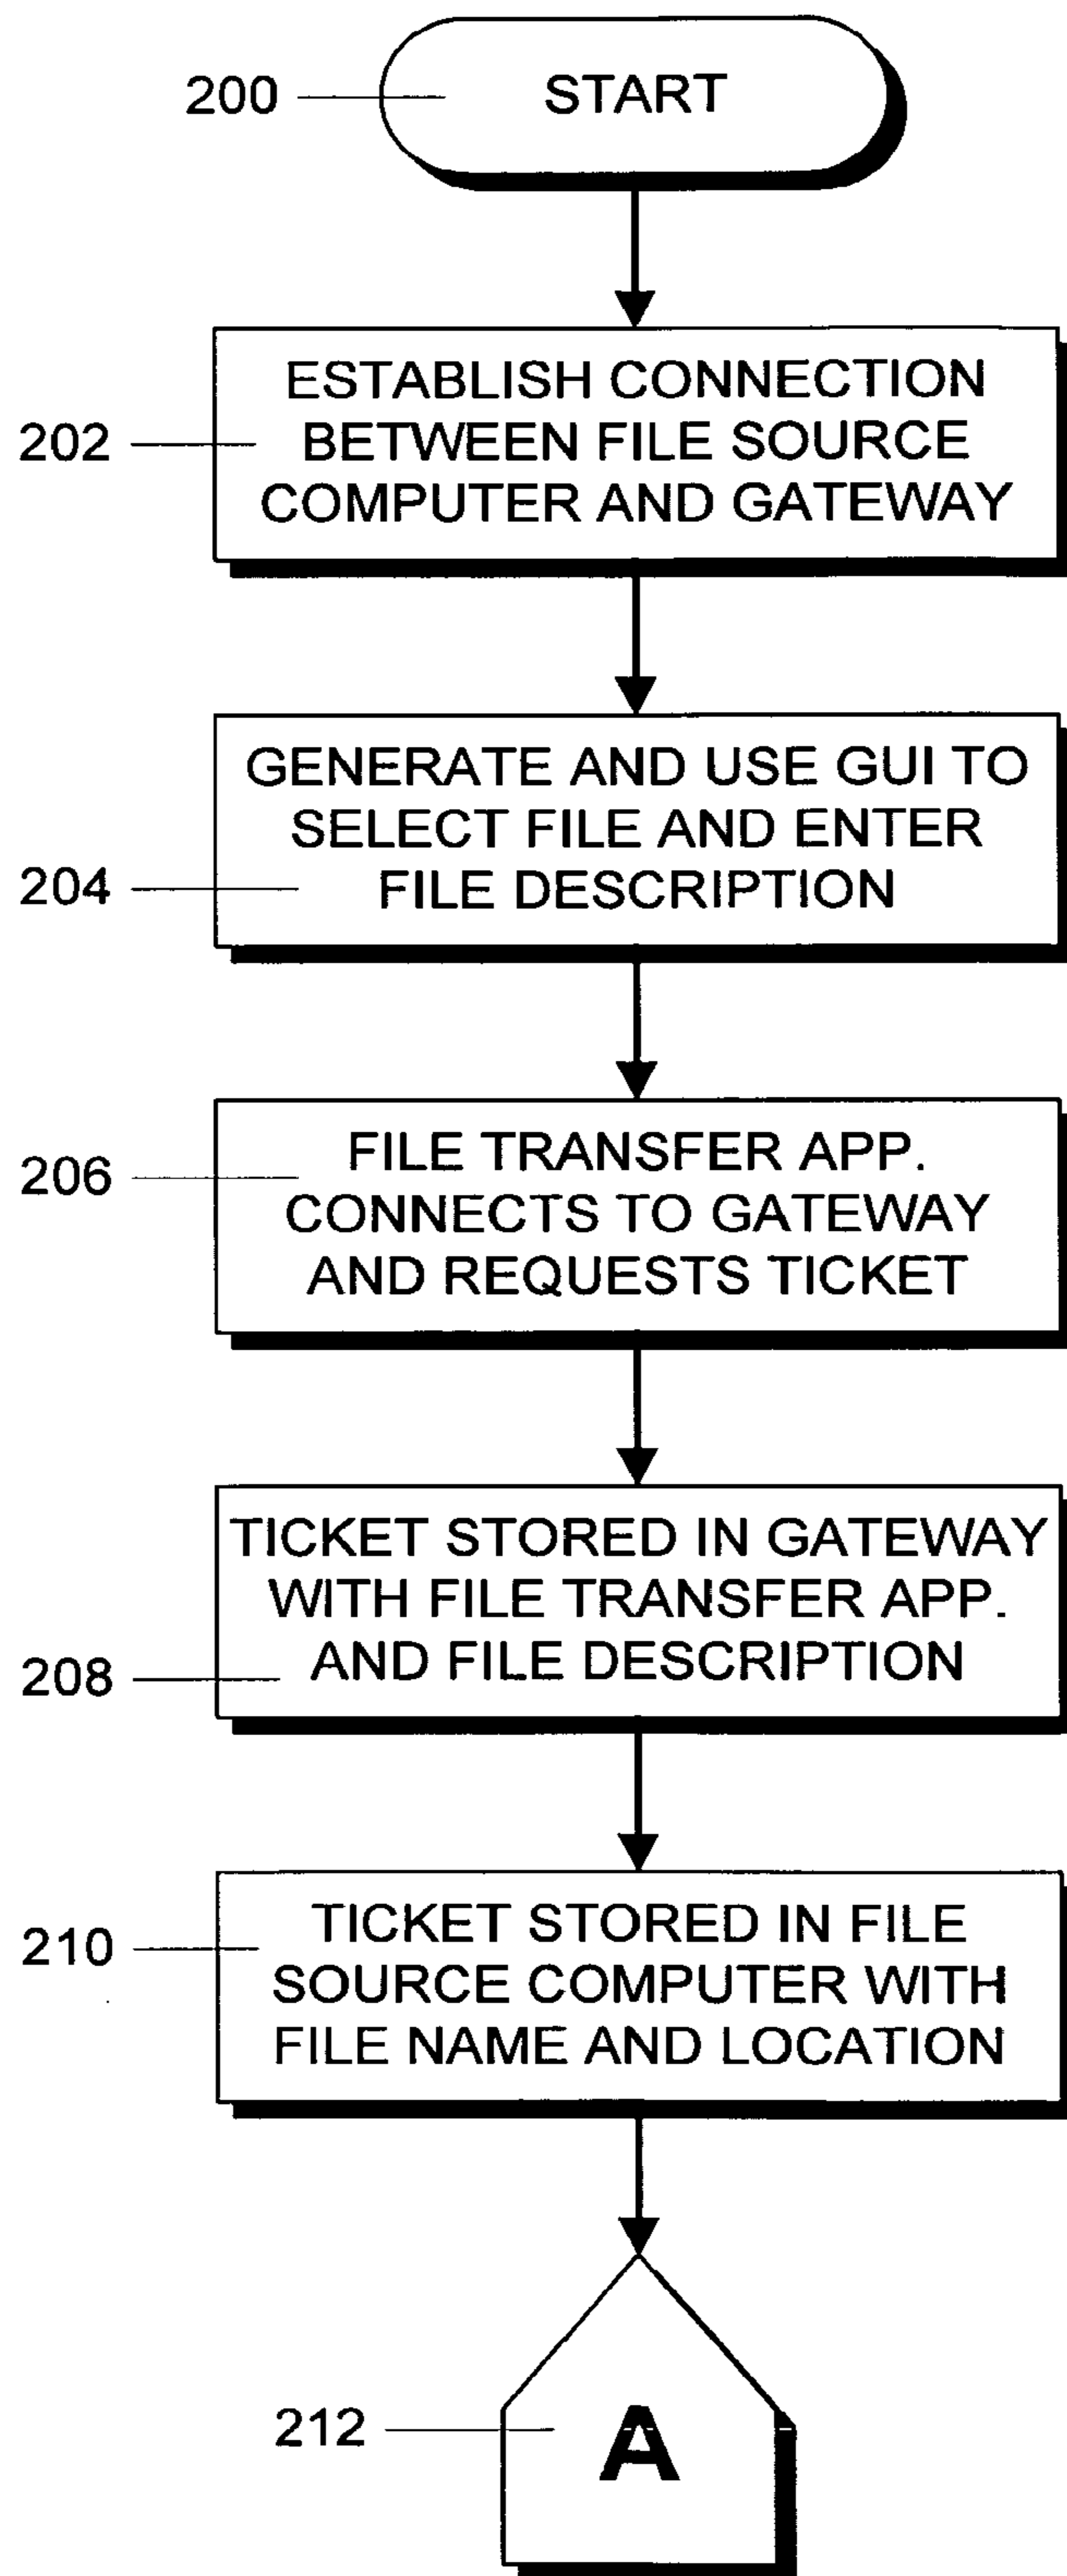 200
START
202
ESTABLISH CONNECTION
BETWEEN FILE SOURCE
COMPUTER AND GATEWAY
204
GENERATE AND USE GUI TO
SELECT FILE AND ENTER
FILE DESCRIPTION
206
FILE TRANSFER APP.
CONNECTS TO GATEWAY
AND REQUESTS TICKET
208
TICKET STORED IN GATEWAY
WITH FILE TRANSFER APP.
AND FILE DESCRIPTION
210
TICKET STORED IN FILE
SOURCE COMPUTER WITH
FILE NAME AND LOCATION
212
A